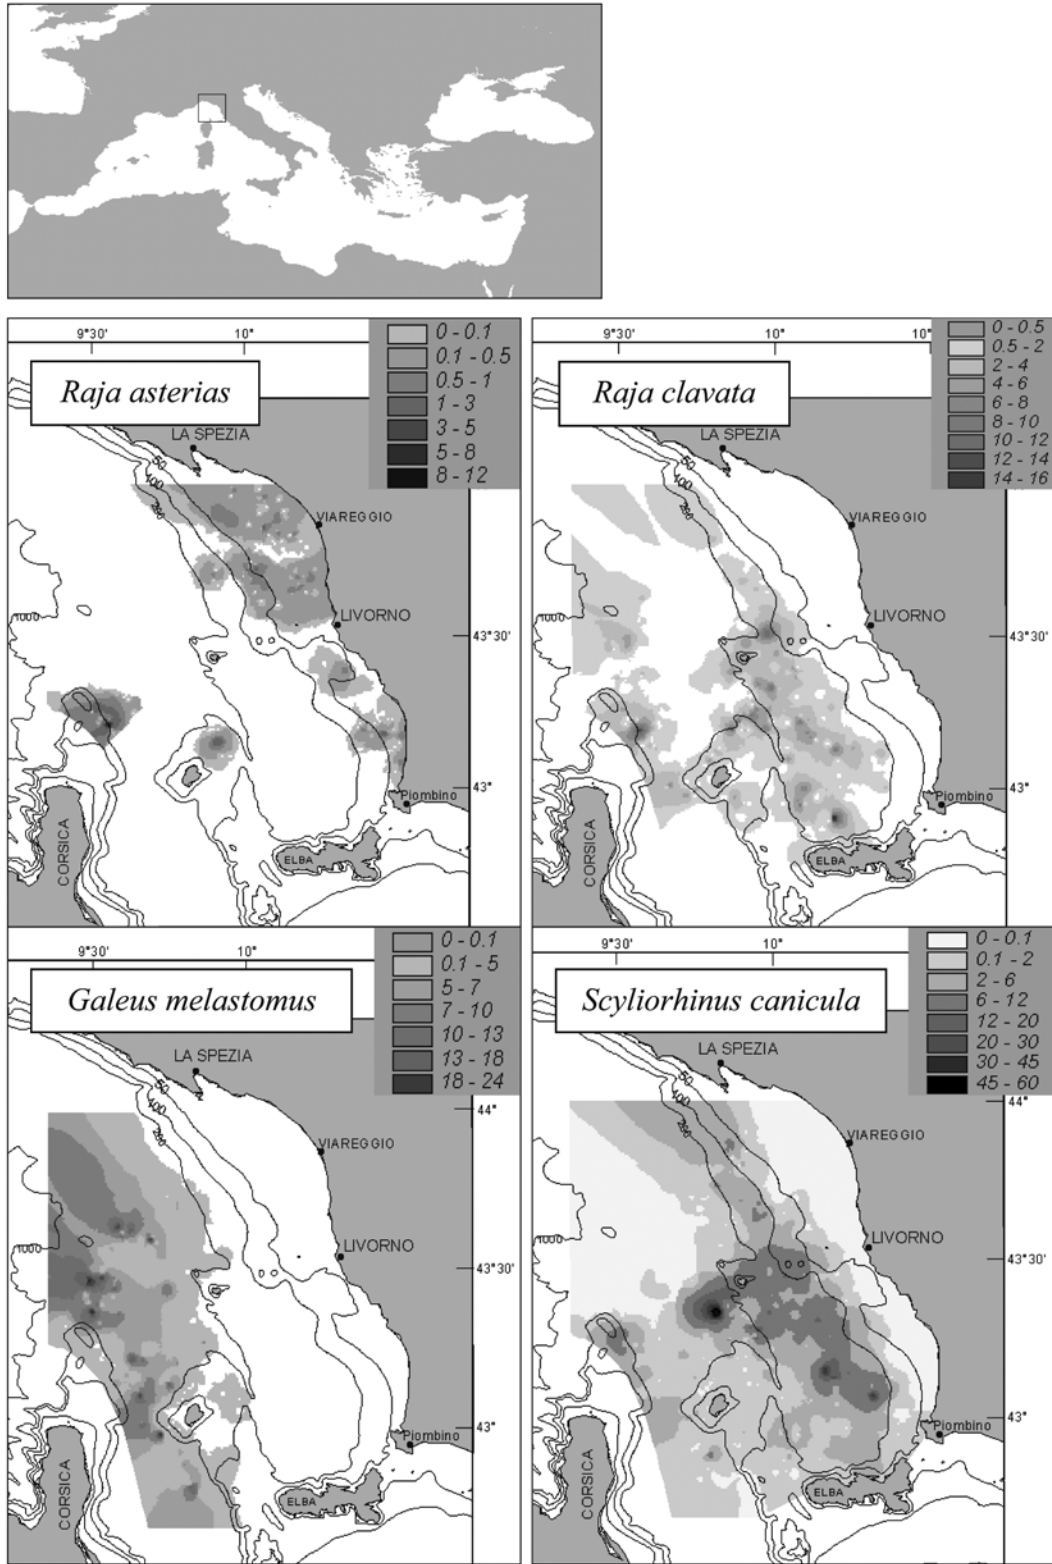 9°30'
10°
0 - 0.1
0.1 - 0.5
0.5 - 1
1 - 3
3 - 5
5 - 8
8 - 12
Raja asterias
LA SPEZIA
50
100
200
VIAREGGIO
1000
LIVORNO
43°30'
43°
Piombino
CORSICA
ELBA
9°30'
10°
10°
0 - 0.5
0.5 - 2
2 - 4
4 - 6
6 - 8
8 - 10
10 - 12
12 - 14
14 - 16
Raja clavata
LA SPEZIA
50
100
200
VIAREGGIO
1000
LIVORNO
43°30'
43°
Piombino
CORSICA
ELBA
9°30'
10°
0 - 0.1
0.1 - 5
5 - 7
7 - 10
10 - 13
13 - 18
18 - 24
Galeus melastomus
LA SPEZIA
50
100
200
44°
VIAREGGIO
1000
LIVORNO
43°30'
43°
Piombino
CORSICA
ELBA
9°30'
10°
0 - 0.1
0.1 - 2
2 - 6
6 - 12
12 - 20
20 - 30
30 - 45
45 - 60
Scyliorhinus canicula
LA SPEZIA
50
100
200
44°
VIAREGGIO
1000
LIVORNO
43°30'
43°
Piombino
CORSICA
ELBA